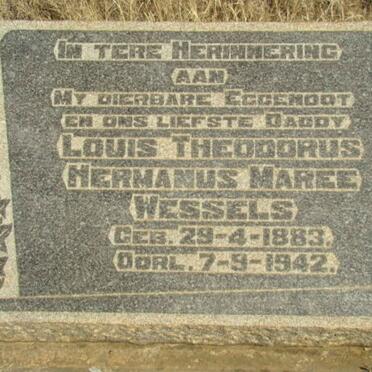 IN TERE HERINNERING
AAN
MY DIERBARE EGGENOOT
EN ONS LIEFSTE DADDY
LOUIS THEODORUS
HERMANUS MAREE
WESSELS
GEB. 29-4-1883.
OORL. 7-9-1942.